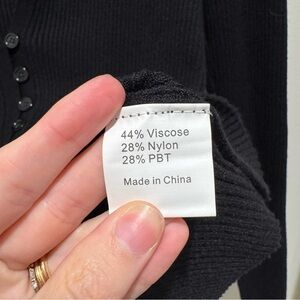 44% Viscose
28% Nylon
28% PBT
Made in China